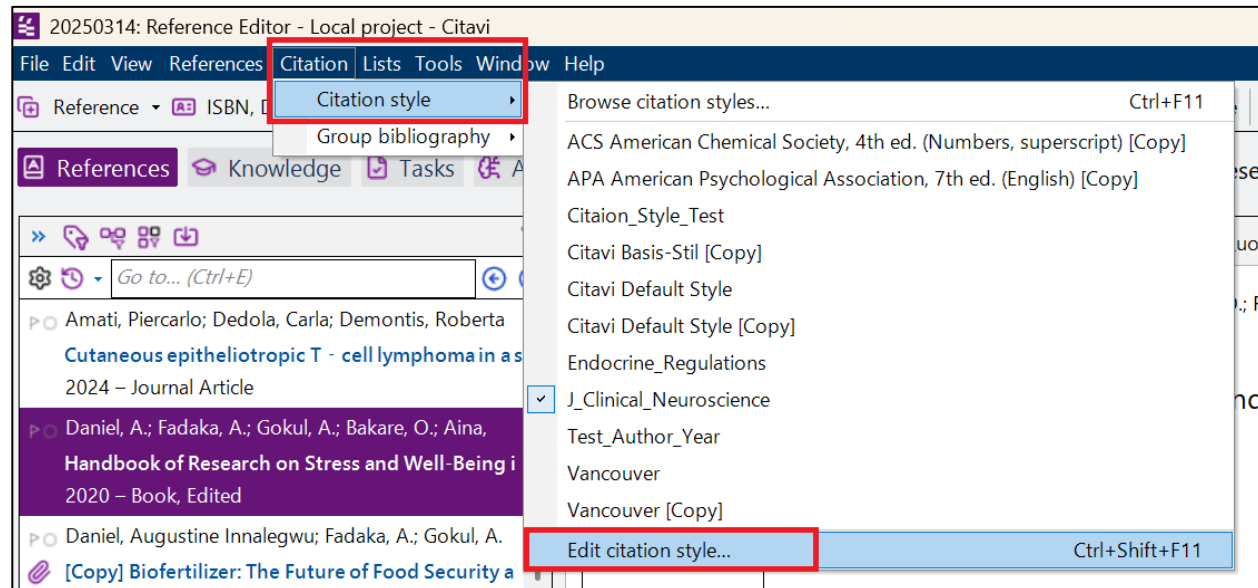 20250314: Reference Editor - Local project - Citavi
File Edit View References Citation Lists Tools Window Help
Reference ISBN, D
Citation style
Group bibliography
Browse citation styles... Ctrl+F11
ACS American Chemical Society, 4th ed. (Numbers, superscript) [Copy]
APA American Psychological Association, 7th ed. (English) [Copy]
Citaion_Style_Test
Citavi Basis-Stil [Copy]
Citavi Default Style
Citavi Default Style [Copy]
Endocrine_Regulations
J_Clinical_Neuroscience
Test_Author_Year
Vancouver
Vancouver [Copy]
Edit citation style... Ctrl+Shift+F11
References Knowledge Tasks A
Go to... (Ctrl+E)
Amati, Piercarlo; Dedola, Carla; Demontis, Roberta
Cutaneous epitheliotropic T‐cell lymphoma in a s
2024 – Journal Article
Daniel, A.; Fadaka, A.; Gokul, A.; Bakare, O.; Aina,
Handbook of Research on Stress and Well-Being i
2020 – Book, Edited
Daniel, Augustine Innalegwu; Fadaka, A.; Gokul, A.
[Copy] Biofertilizer: The Future of Food Security a